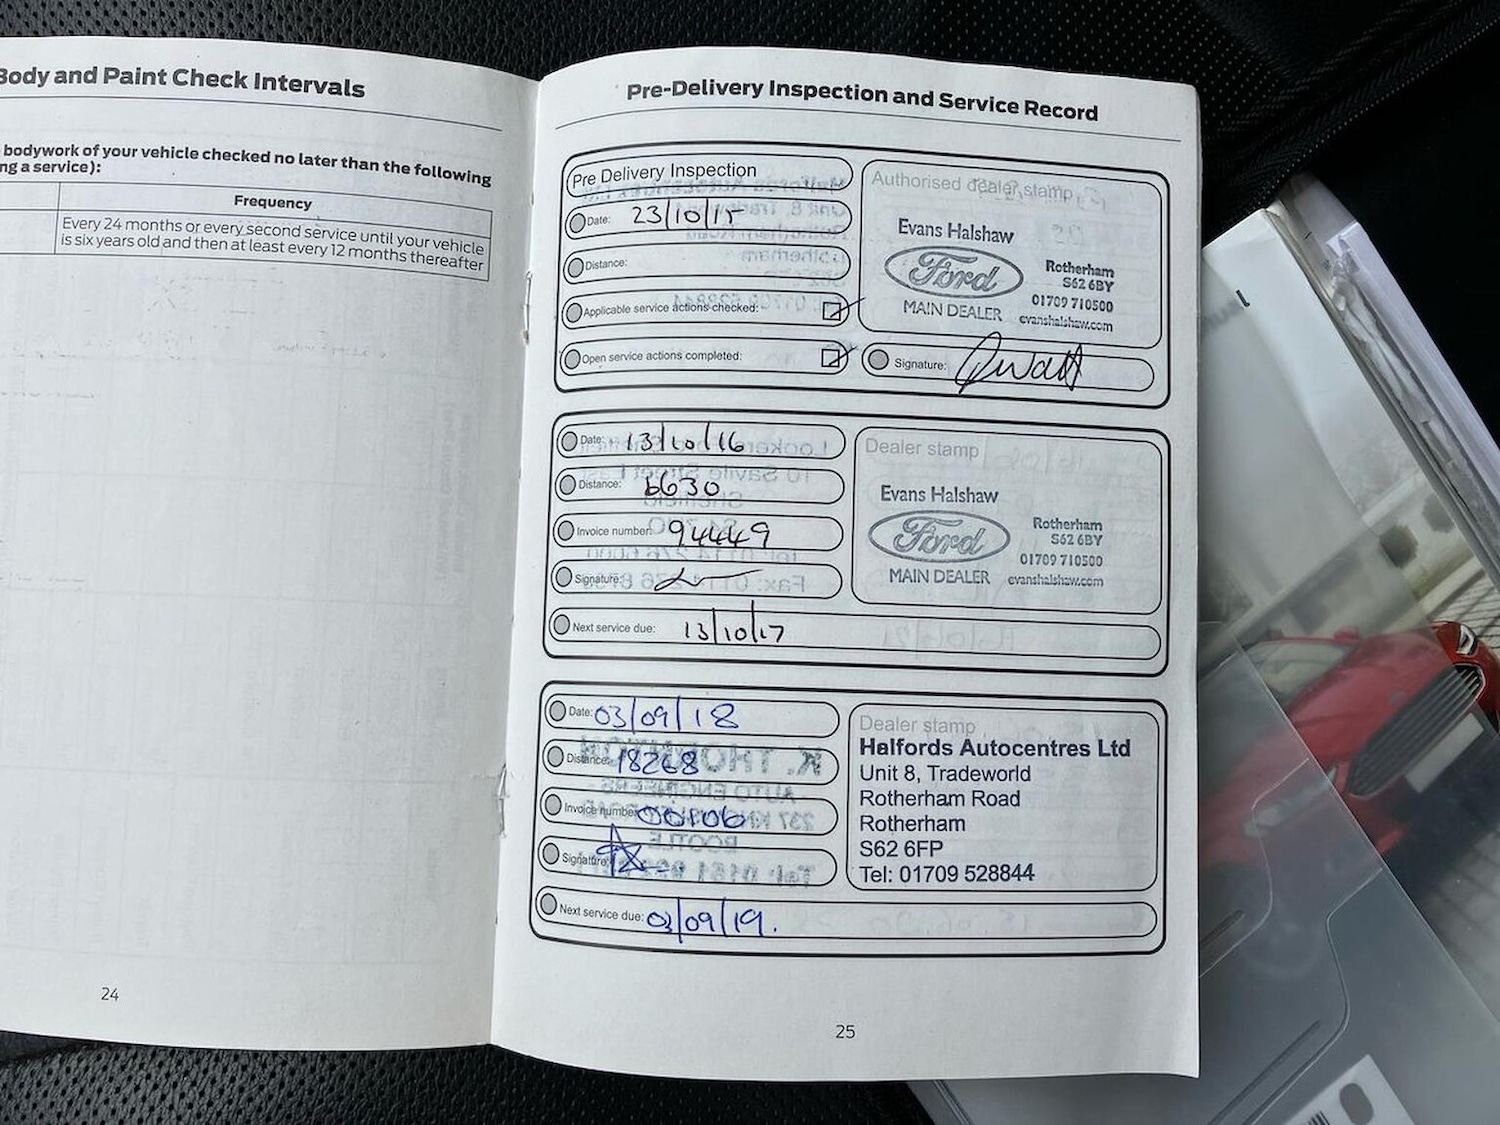 Body and Paint Check Intervals
bodywork of your vehicle checked no later than the following
ng a service):
Frequency
Every 24 months or every second service until your vehicle
is six years old and then at least every 12 months thereafter
24
Pre-Delivery Inspection and Service Record
Pre Delivery Inspection
Date: 23/10/15
Distance:
Applicable service actions checked:
Open service actions completed:
Authorised dealer stamp
Evans Halshaw
Ford
MAIN DEALER
Rotherham
S62 6BY
01709 710500
evanshalshaw.com
Signature:
Date: 13/10/16
Distance: 6630
Invoice number: 94449
Signature:
Next service due: 13/10/17
Dealer stamp
Evans Halshaw
Ford
MAIN DEALER
Rotherham
S62 6BY
01709 710500
evanshalshaw.com
Date: 03/09/18
Distance: 18268
Invoice number:
Signature:
Next service due: 03/09/19.
Dealer stamp
Halfords Autocentres Ltd
Unit 8, Tradeworld
Rotherham Road
Rotherham
S62 6FP
Tel: 01709 528844
25